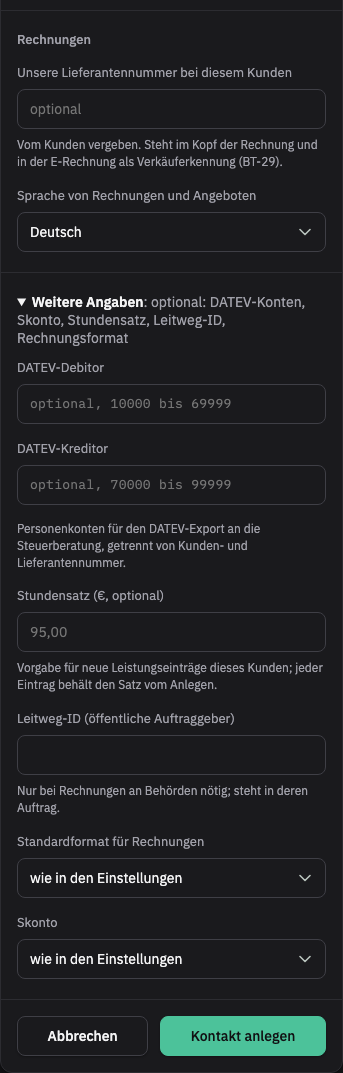 Rechnungen
Unsere Lieferantennummer bei diesem Kunden
optional
Vom Kunden vergeben. Steht im Kopf der Rechnung und
in der E-Rechnung als Verkäuferkennung (BT-29).
Sprache von Rechnungen und Angeboten
Deutsch
▼ Weitere Angaben: optional: DATEV-Konten,
Skonto, Stundensatz, Leitweg-ID,
Rechnungsformat
DATEV-Debitor
optional, 10000 bis 69999
DATEV-Kreditor
optional, 70000 bis 99999
Personenkonten für den DATEV-Export an die
Steuerberatung, getrennt von Kunden- und
Lieferantennummer.
Stundensatz (€, optional)
95,00
Vorgabe für neue Leistungseinträge dieses Kunden; jeder
Eintrag behält den Satz vom Anlegen.
Leitweg-ID (öffentliche Auftraggeber)
Nur bei Rechnungen an Behörden nötig; steht in deren
Auftrag.
Standardformat für Rechnungen
wie in den Einstellungen
Skonto
wie in den Einstellungen
Abbrechen
Kontakt anlegen